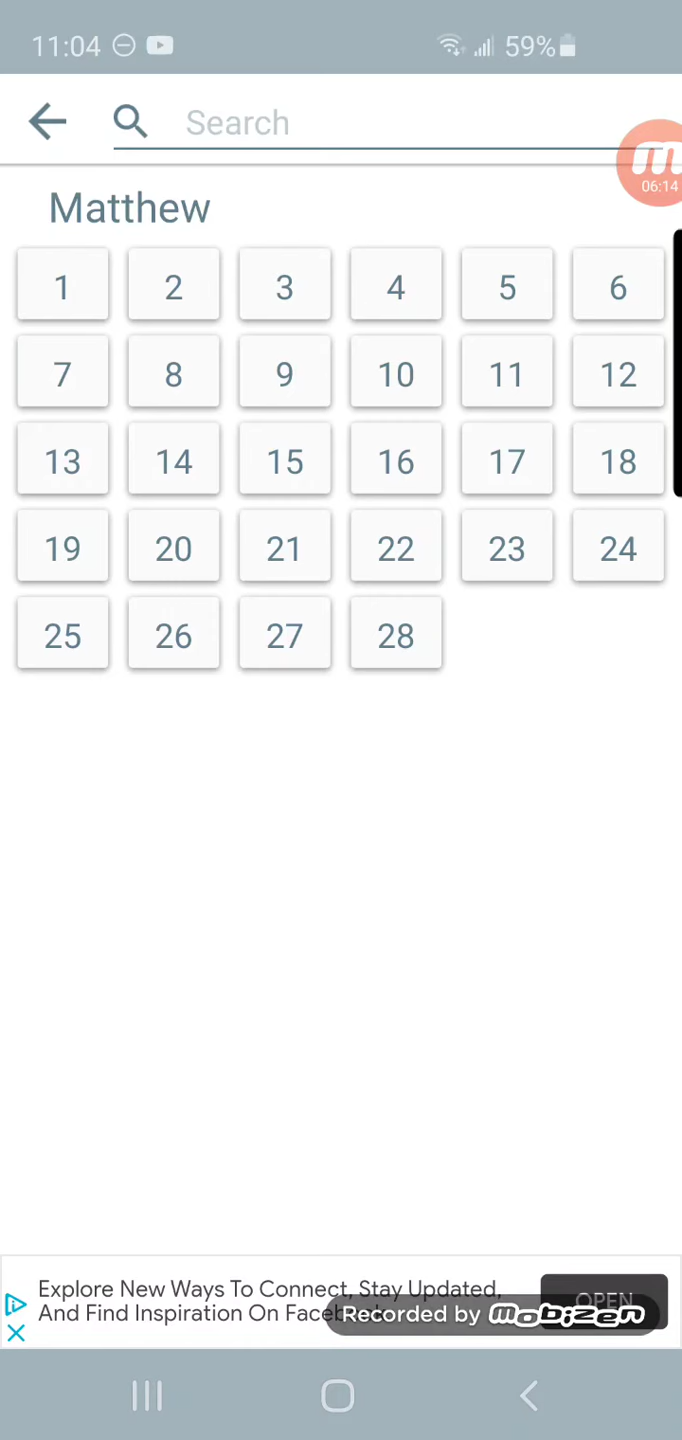 11:04
59%
Search
06:14
Matthew
1 2 3 4 5 6
7 8 9 10 11 12
13 14 15 16 17 18
19 20 21 22 23 24
25 26 27 28
Explore New Ways To Connect, Stay Updated,
And Find Inspiration On
OPEN
Recorded by mobizen